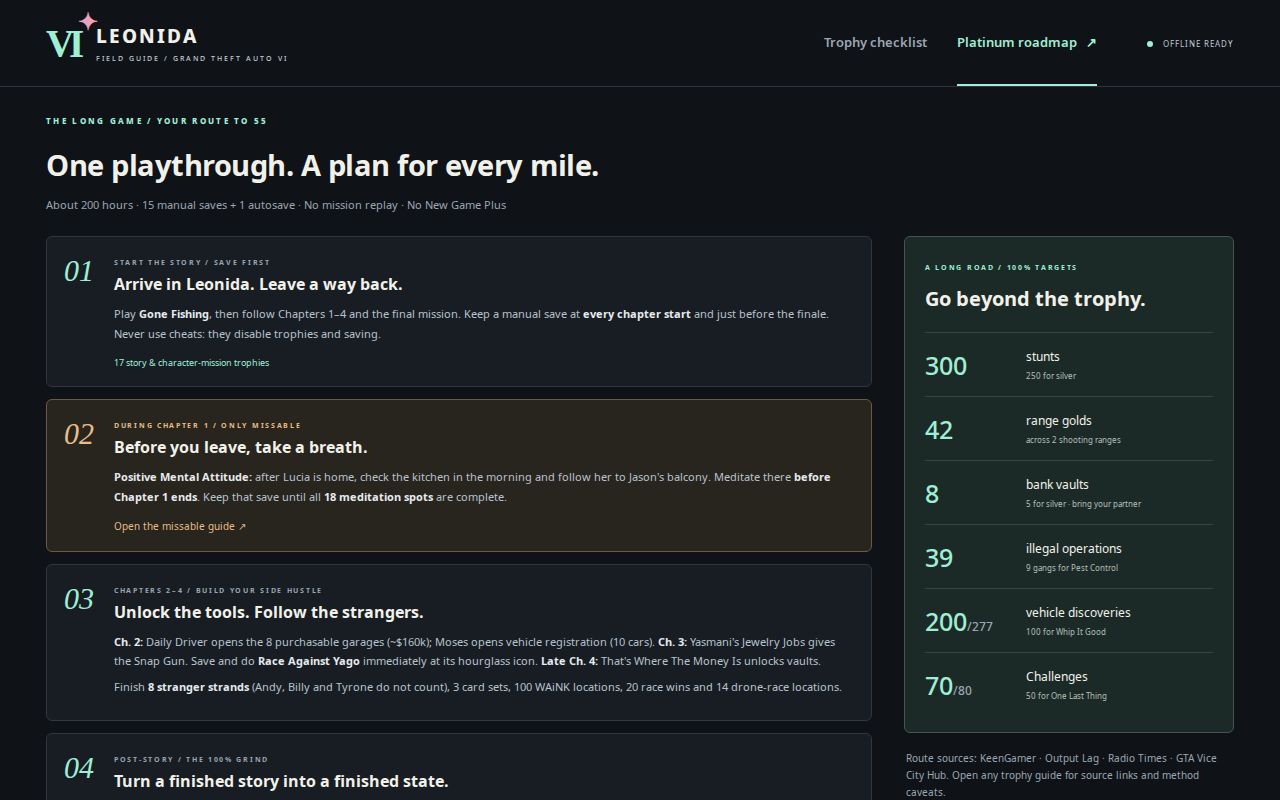 VI LEONIDA
FIELD GUIDE / GRAND THEFT AUTO VI
Trophy checklist
Platinum roadmap ↗
OFFLINE READY
THE LONG GAME / YOUR ROUTE TO 55
One playthrough. A plan for every mile.
About 200 hours · 15 manual saves + 1 autosave · No mission replay · No New Game Plus
01
START THE STORY / SAVE FIRST
Arrive in Leonida. Leave a way back.
Play Gone Fishing, then follow Chapters 1–4 and the final mission. Keep a manual save at every chapter start and just before the finale.
Never use cheats: they disable trophies and saving.
17 story & character-mission trophies
02
DURING CHAPTER 1 / ONLY MISSABLE
Before you leave, take a breath.
Positive Mental Attitude: after Lucia is home, check the kitchen in the morning and follow her to Jason's balcony. Meditate there before
Chapter 1 ends. Keep that save until all 18 meditation spots are complete.
Open the missable guide ↗
03
CHAPTERS 2–4 / BUILD YOUR SIDE HUSTLE
Unlock the tools. Follow the strangers.
Ch. 2: Daily Driver opens the 8 purchasable garages (~$160k); Moses opens vehicle registration (10 cars). Ch. 3: Yasmani's Jewelry Jobs gives
the Snap Gun. Save and do Race Against Yago immediately at its hourglass icon. Late Ch. 4: That's Where The Money Is unlocks vaults.
Finish 8 stranger strands (Andy, Billy and Tyrone do not count), 3 card sets, 100 WAiNK locations, 20 race wins and 14 drone-race locations.
04
POST-STORY / THE 100% GRIND
Turn a finished story into a finished state.
A LONG ROAD / 100% TARGETS
Go beyond the trophy.
300
stunts
250 for silver
42
range golds
across 2 shooting ranges
8
bank vaults
5 for silver · bring your partner
39
illegal operations
9 gangs for Pest Control
200/277
vehicle discoveries
100 for Whip It Good
70/80
Challenges
50 for One Last Thing
Route sources: KeenGamer · Output Lag · Radio Times · GTA Vice
City Hub. Open any trophy guide for source links and method
caveats.